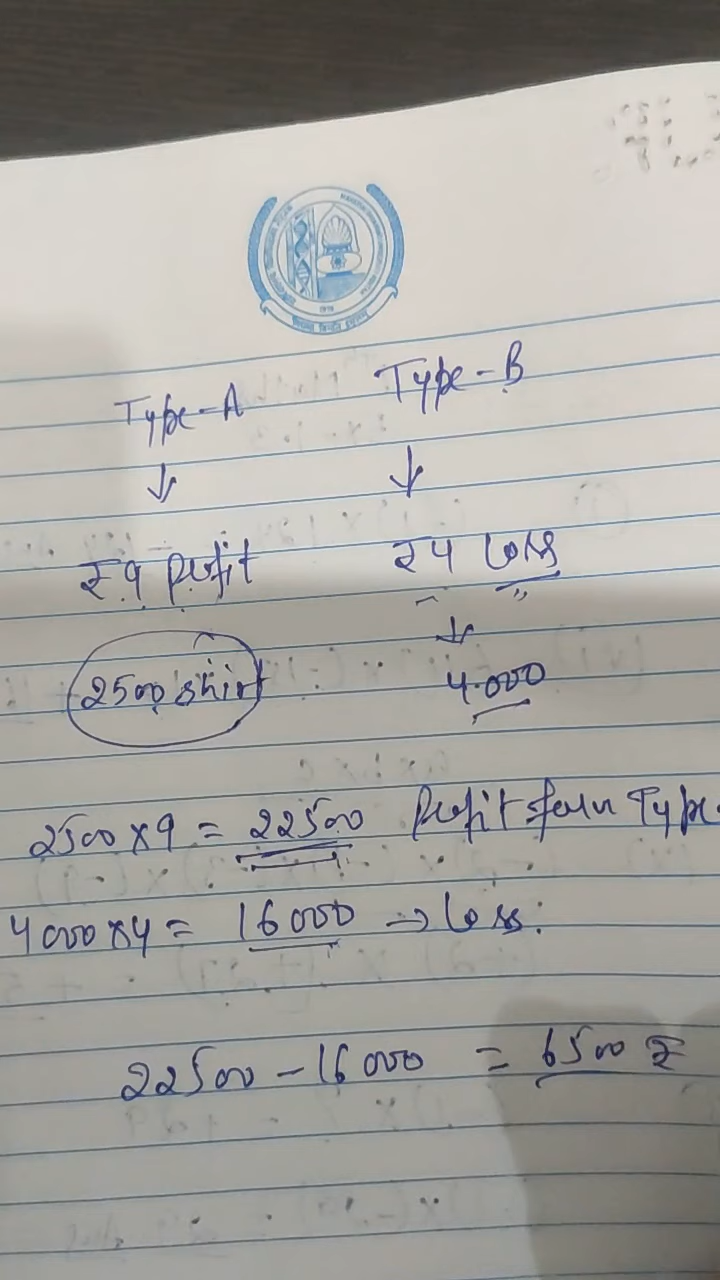 Type-A Type-B
↓ ↓
₹9 Profit ₹4 Loss
↓
2500 shirt 4000
2500×9 = 22500 Profit from Type
4000×4 = 16000 → Loss.
22500 - 16000 = 6500 ₹